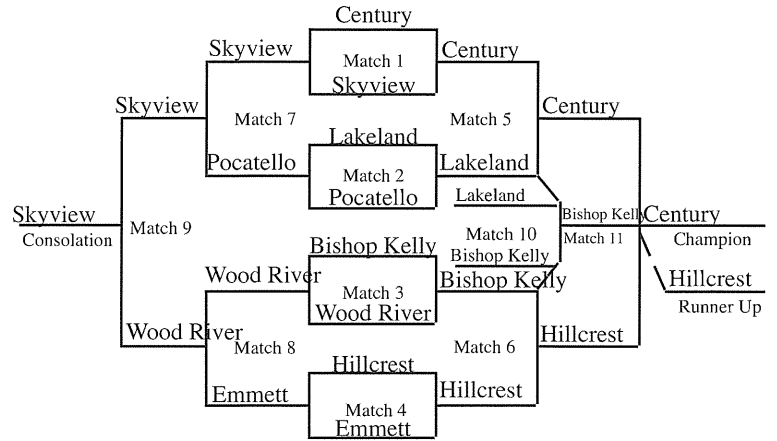 Century
Skyview
Match 1
Century
Skyview
Skyview
Century
Match 7
Match 5
Lakeland
Pocatello
Match 2
Lakeland
Pocatello
Lakeland
Skyview
Bishop Kelly
Century
Match 9
Match 10
Match 11
Consolation
Champion
Bishop Kelly
Bishop Kelly
Wood River
Match 3
Bishop Kelly
Hillcrest
Wood River
Runner Up
Wood River
Match 8
Match 6
Hillcrest
Hillcrest
Emmett
Match 4
Hillcrest
Emmett